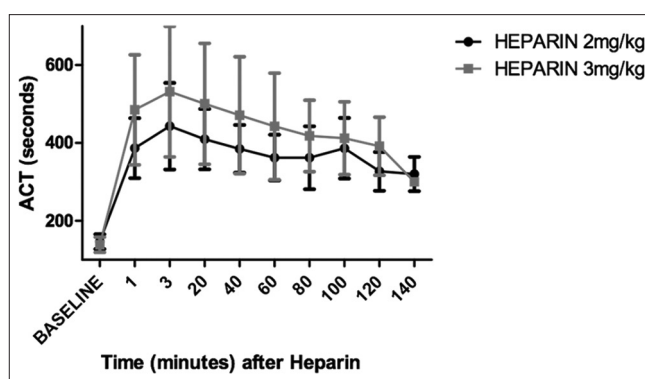 HEPARIN 2mg/kg
HEPARIN 3mg/kg
ACT (seconds)
600
400
200
BASELINE
1
3
20
40
60
80
100
120
140
Time (minutes) after Heparin